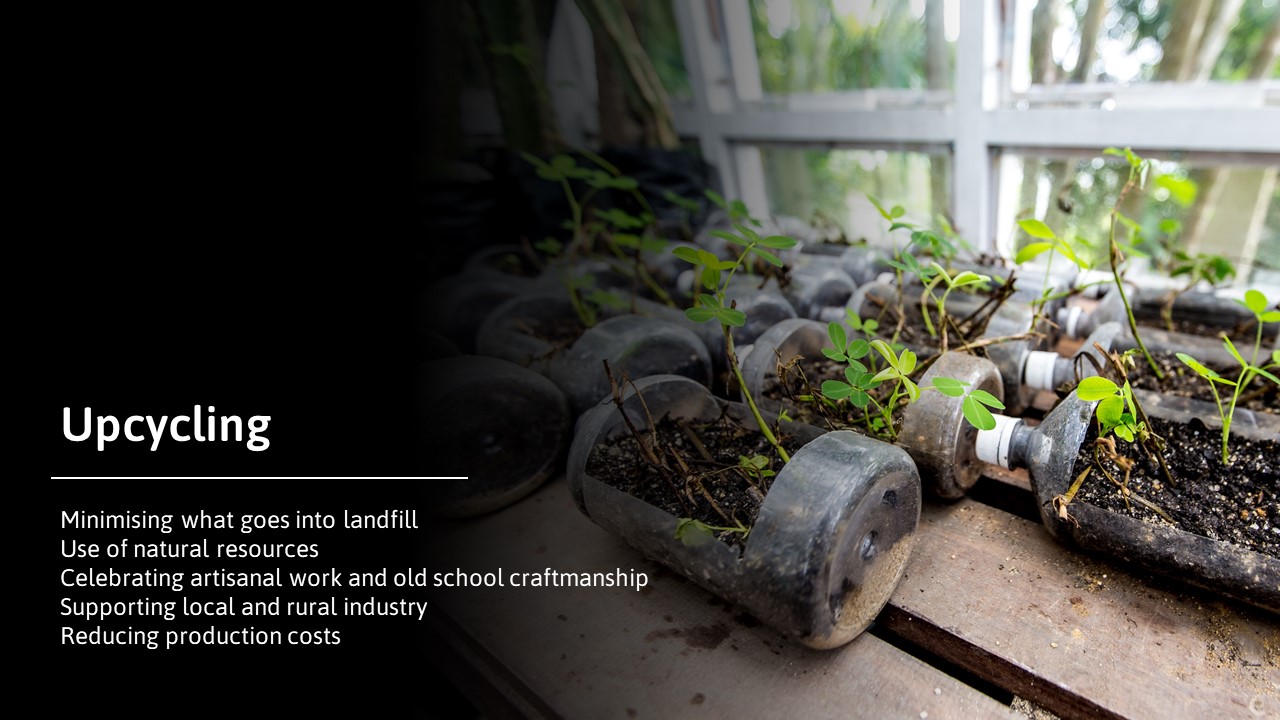 Upcycling
Minimising what goes into landfill
Use of natural resources
Celebrating artisanal work and old school craftmanship
Supporting local and rural industry
Reducing production costs